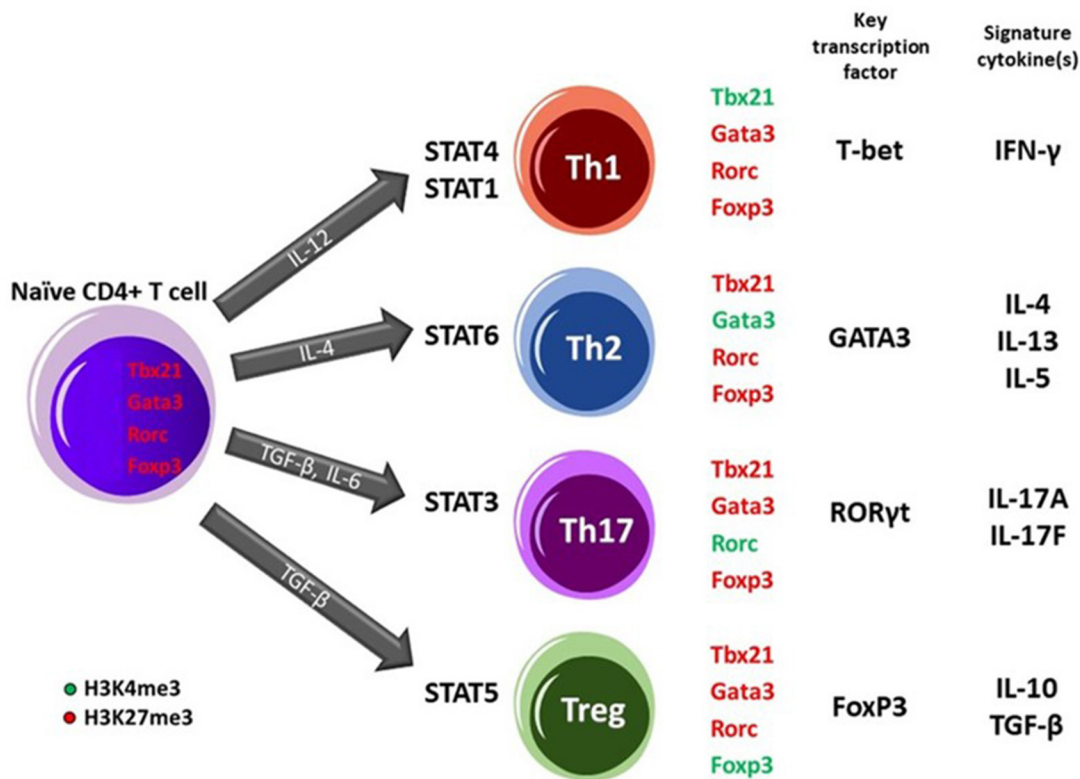 Key
transcription
factor
Signature
cytokine(s)
Naïve CD4+ T cell
Tbx21
Gata3
Rorc
Foxp3
IL-12
STAT4
STAT1
Th1
Tbx21
Gata3
Rorc
Foxp3
T-bet
IFN-γ
IL-4
STAT6
Th2
Tbx21
Gata3
Rorc
Foxp3
GATA3
IL-4
IL-13
IL-5
TGF-β, IL-6
STAT3
Th17
Tbx21
Gata3
Rorc
Foxp3
RORγt
IL-17A
IL-17F
TGF-β
STAT5
Treg
Tbx21
Gata3
Rorc
Foxp3
FoxP3
IL-10
TGF-β
H3K4me3
H3K27me3